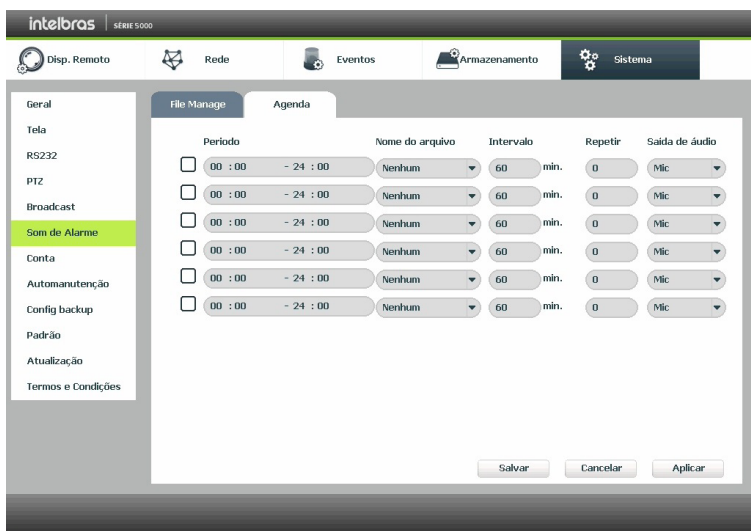 intelbras SÉRIE 5000
Disp. Remoto Rede Eventos Armazenamento Sistema
Geral
Tela
RS232
PTZ
Broadcast
Som de Alarme
Conta
Automanutenção
Config backup
Padrão
Atualização
Termos e Condições
File Manage Agenda
Periodo Nome do arquivo Intervalo Repetir Saída de áudio
00 : 00 - 24 : 00 Nenhum 60 min. 0 Mic
00 : 00 - 24 : 00 Nenhum 60 min. 0 Mic
00 : 00 - 24 : 00 Nenhum 60 min. 0 Mic
00 : 00 - 24 : 00 Nenhum 60 min. 0 Mic
00 : 00 - 24 : 00 Nenhum 60 min. 0 Mic
00 : 00 - 24 : 00 Nenhum 60 min. 0 Mic
Salvar Cancelar Aplicar